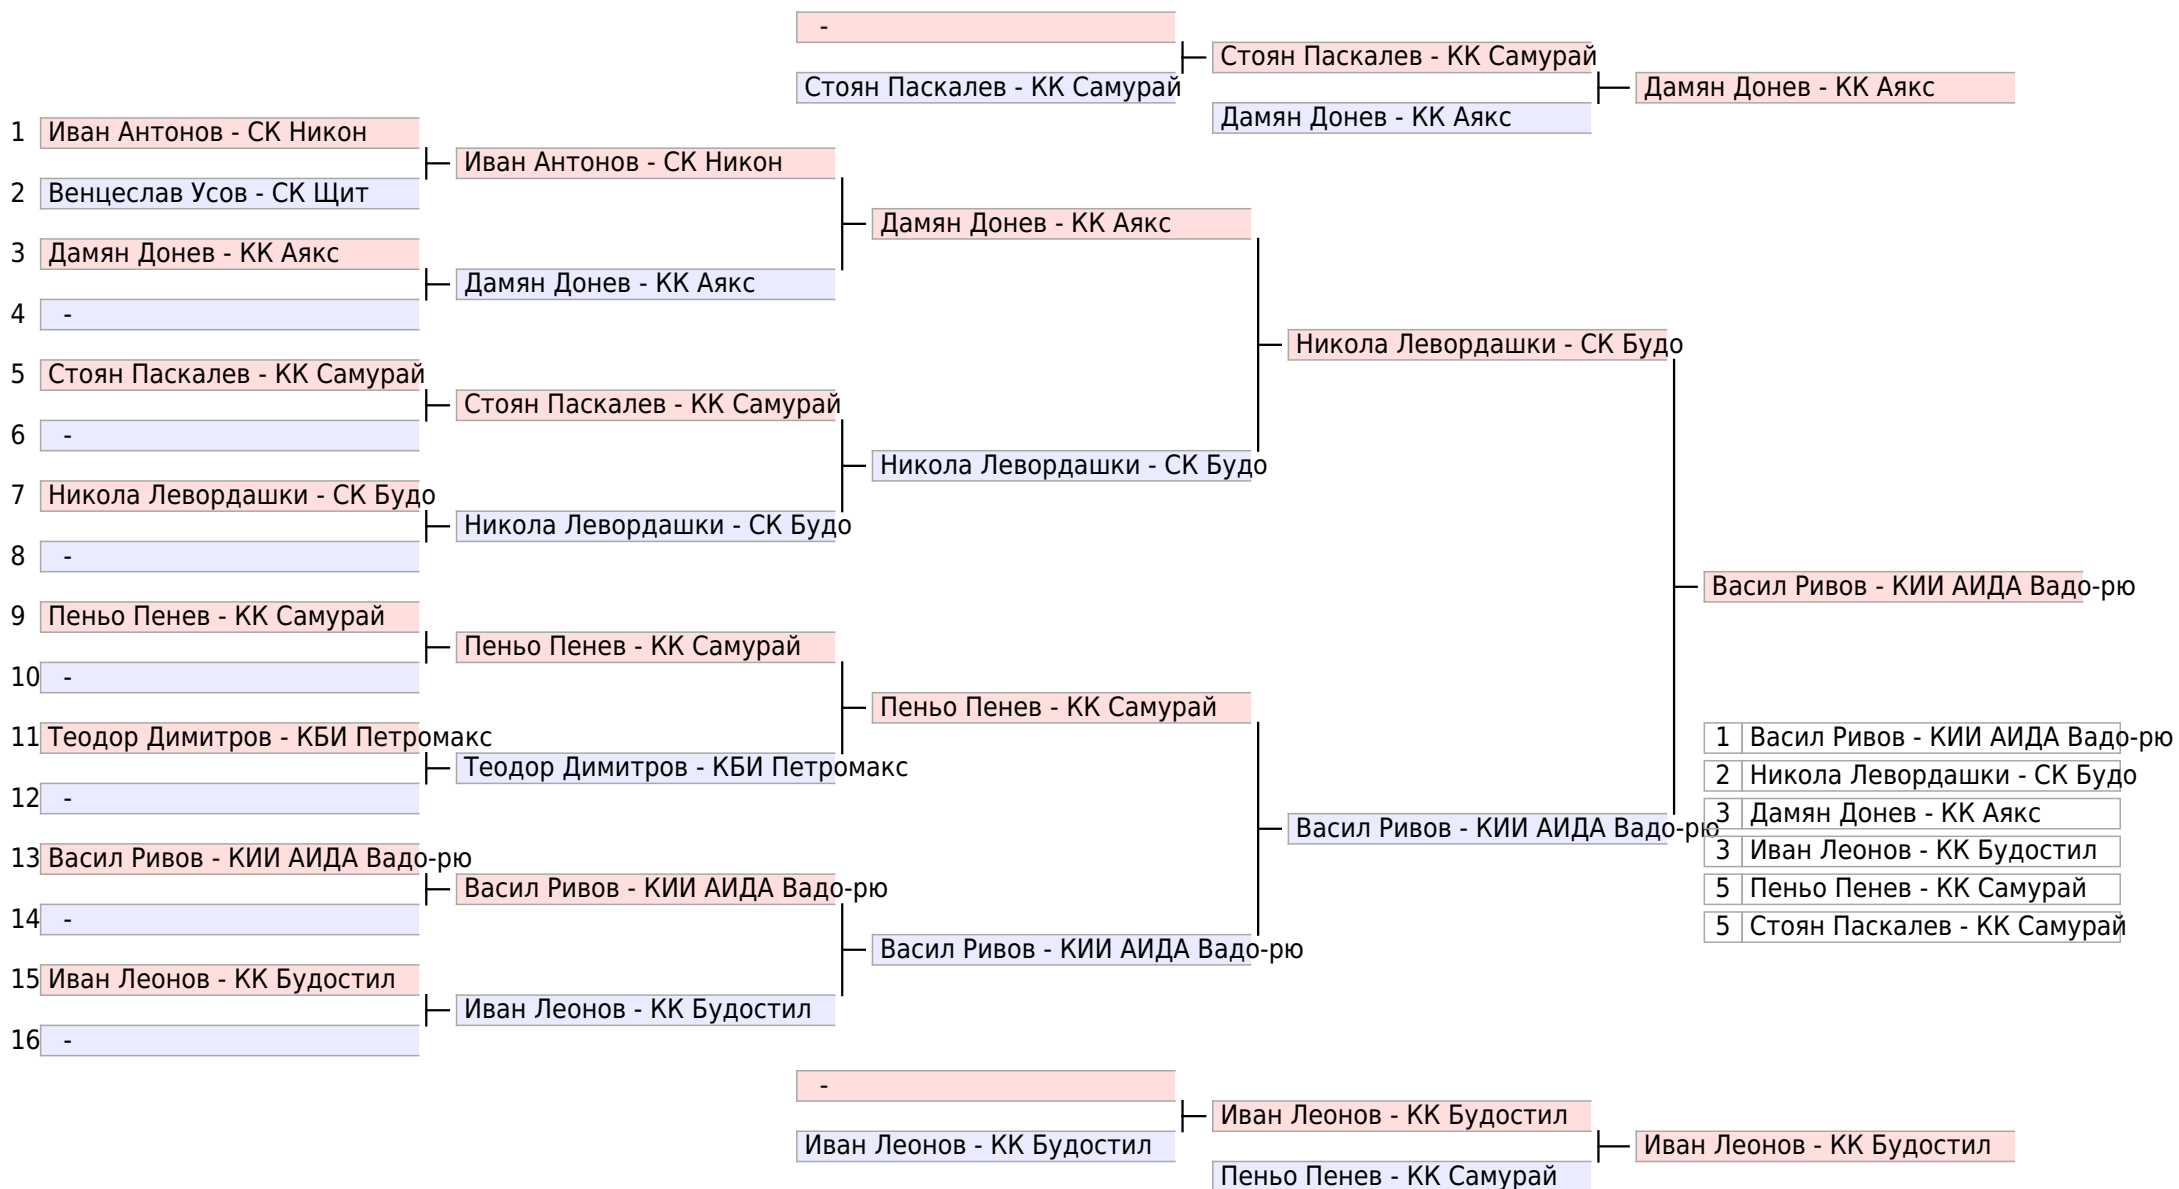 -
Стоян Паскалев - КК Самурай
Стоян Паскалев - КК Самурай
Дамян Донев - КК Аякс
Дамян Донев - КК Аякс
1 Иван Антонов - СК Никон
Иван Антонов - СК Никон
2 Венцеслав Усов - СК Щит
Дамян Донев - КК Аякс
3 Дамян Донев - КК Аякс
Дамян Донев - КК Аякс
4 -
Никола Левордашки - СК Будо
5 Стоян Паскалев - КК Самурай
Стоян Паскалев - КК Самурай
6 -
Никола Левордашки - СК Будо
7 Никола Левордашки - СК Будо
Никола Левордашки - СК Будо
8 -
Васил Ривов - КИИ АИДА Вадо-рю
9 Пеньо Пенев - КК Самурай
Пеньо Пенев - КК Самурай
10 -
Пеньо Пенев - КК Самурай
11 Теодор Димитров - КБИ Петромакс
Теодор Димитров - КБИ Петромакс
12 -
Васил Ривов - КИИ АИДА Вадо-рю
13 Васил Ривов - КИИ АИДА Вадо-рю
Васил Ривов - КИИ АИДА Вадо-рю
14 -
Васил Ривов - КИИ АИДА Вадо-рю
15 Иван Леонов - КК Будостил
Иван Леонов - КК Будостил
16 -
1 Васил Ривов - КИИ АИДА Вадо-рю
2 Никола Левордашки - СК Будо
3 Дамян Донев - КК Аякс
3 Иван Леонов - КК Будостил
5 Пеньо Пенев - КК Самурай
5 Стоян Паскалев - КК Самурай
-
Иван Леонов - КК Будостил
Иван Леонов - КК Будостил
Иван Леонов - КК Будостил
Пеньо Пенев - КК Самурай